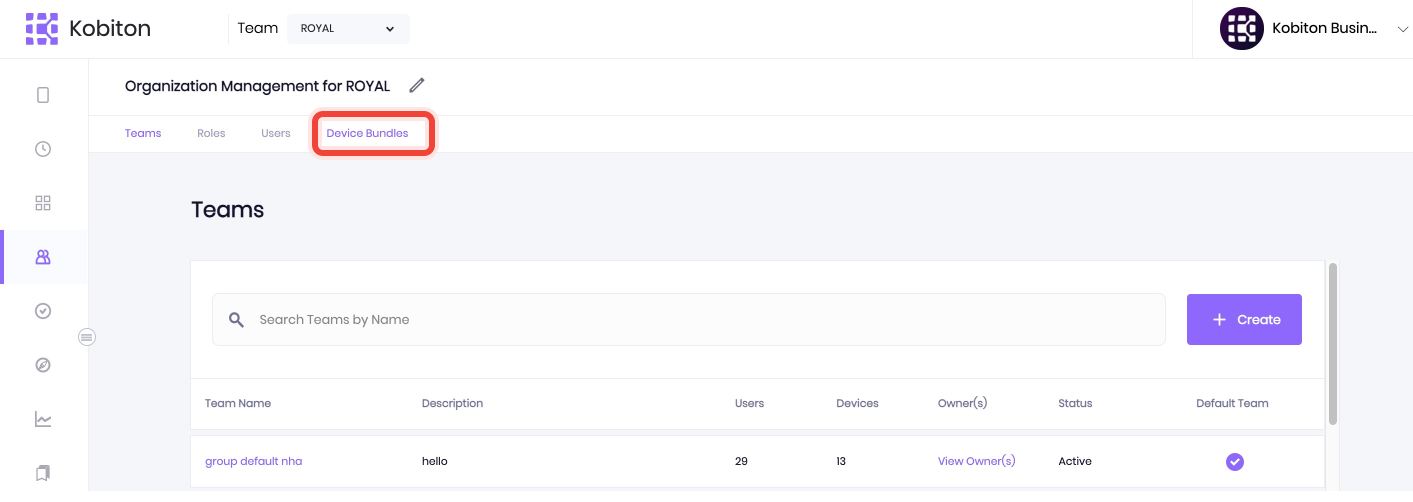 Kobiton
Team ROYAL
Kobiton Busin...
Organization Management for ROYAL
Teams Roles Users Device Bundles
Teams
Search Teams by Name
+ Create
Team Name Description Users Devices Owner(s) Status Default Team
group default nha hello 29 13 View Owner(s) Active